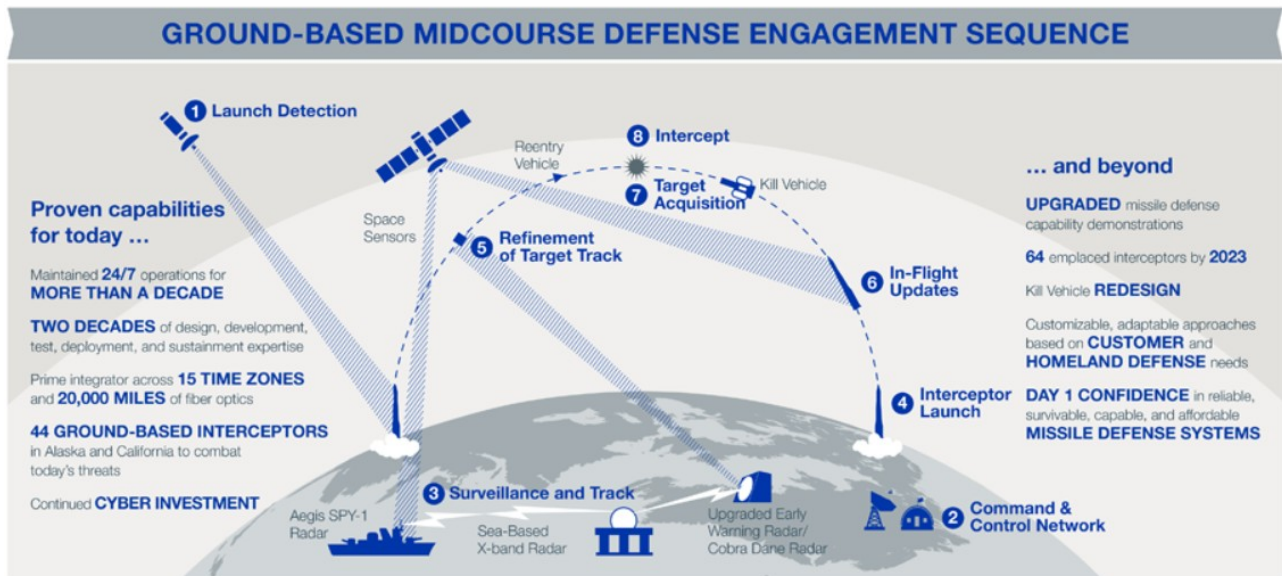 GROUND-BASED MIDCOURSE DEFENSE ENGAGEMENT SEQUENCE
1 Launch Detection
8 Intercept
Reentry
Vehicle
7 Target
Acquisition
Kill Vehicle
Space
Sensors
5 Refinement
of Target Track
6 In-Flight
Updates
4 Interceptor
Launch
3 Surveillance and Track
Aegis SPY-1
Radar
Sea-Based
X-band Radar
Upgraded Early
Warning Radar/
Cobra Dane Radar
2 Command &
Control Network
Proven capabilities
for today ...
Maintained 24/7 operations for
MORE THAN A DECADE
TWO DECADES of design, development,
test, deployment, and sustainment expertise
Prime integrator across 15 TIME ZONES
and 20,000 MILES of fiber optics
44 GROUND-BASED INTERCEPTORS
in Alaska and California to combat
today's threats
Continued CYBER INVESTMENT
... and beyond
UPGRADED missile defense
capability demonstrations
64 emplaced interceptors by 2023
Kill Vehicle REDESIGN
Customizable, adaptable approaches
based on CUSTOMER and
HOMELAND DEFENSE needs
DAY 1 CONFIDENCE in reliable,
survivable, capable, and affordable
MISSILE DEFENSE SYSTEMS